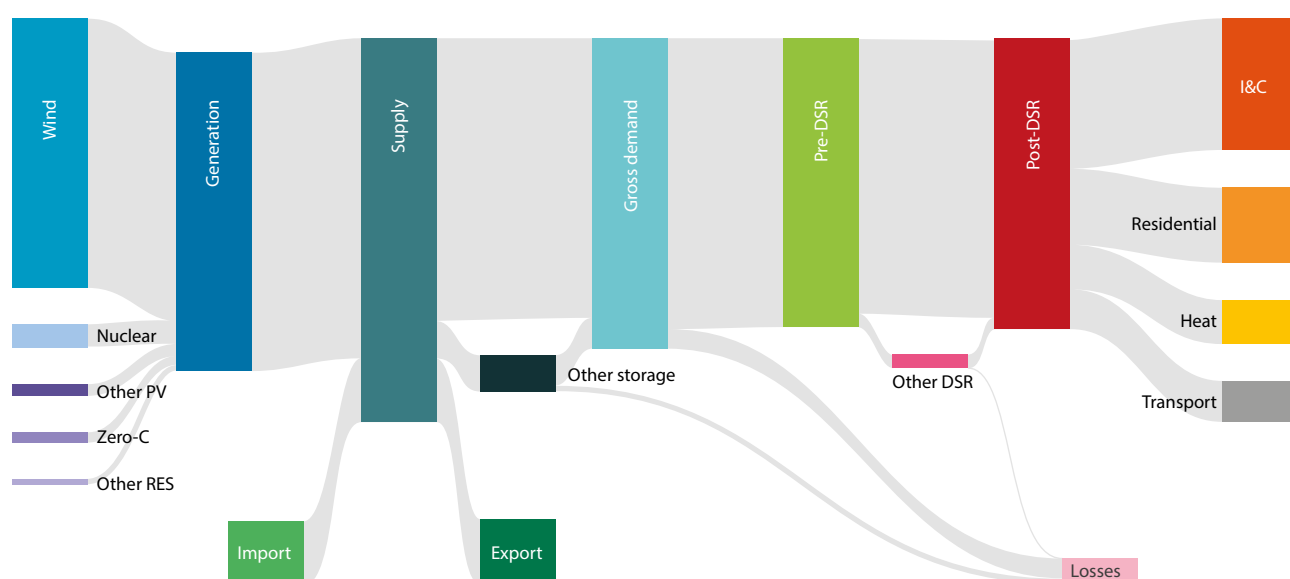 Wind
Generation
Supply
Gross demand
Pre-DSR
Post-DSR
I&C
Residential
Nuclear
Heat
Other storage
Other DSR
Other PV
Transport
Zero-C
Other RES
Import
Export
Losses